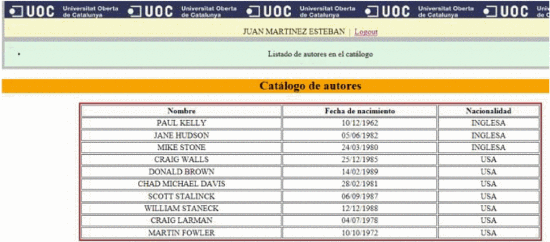 UOC Universitat Oberta de Catalunya UOC Universitat Oberta de Catalunya UOC Universitat Oberta de Catalunya UOC Universitat Oberta de Catalunya UOC
JUAN MARTINEZ ESTEBAN | Logout
• Listado de autores en el catálogo
Catálogo de autores
Nombre Fecha de nacimiento Nacionalidad
PAUL KELLY 10/12/1962 INGLESA
JANE HUDSON 05/06/1982 INGLESA
MIKE STONE 24/03/1980 INGLESA
CRAIG WALLS 25/12/1985 USA
DONALD BROWN 14/02/1989 USA
CHAD MICHAEL DAVIS 28/02/1981 USA
SCOTT STALINCK 06/09/1987 USA
WILLIAM STANECK 12/12/1988 USA
CRAIG LARMAN 04/07/1978 USA
MARTIN FOWLER 10/10/1972 USA